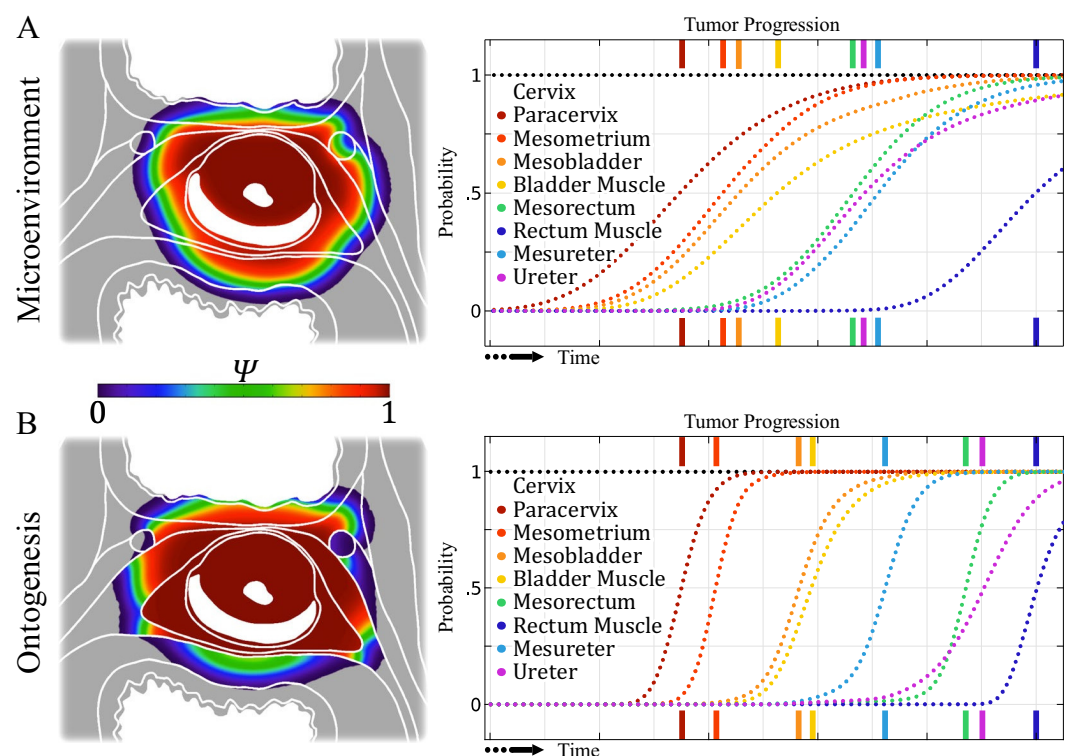 A
Microenvironment
Tumor Progression
Probability
1
.5
0
Cervix
Paracervix
Mesometrium
Mesobladder
Bladder Muscle
Mesorectum
Rectum Muscle
Mesureter
Ureter
Time
Ψ
0 1
B
Ontogenesis
Tumor Progression
Probability
1
.5
0
Cervix
Paracervix
Mesometrium
Mesobladder
Bladder Muscle
Mesorectum
Rectum Muscle
Mesureter
Ureter
Time